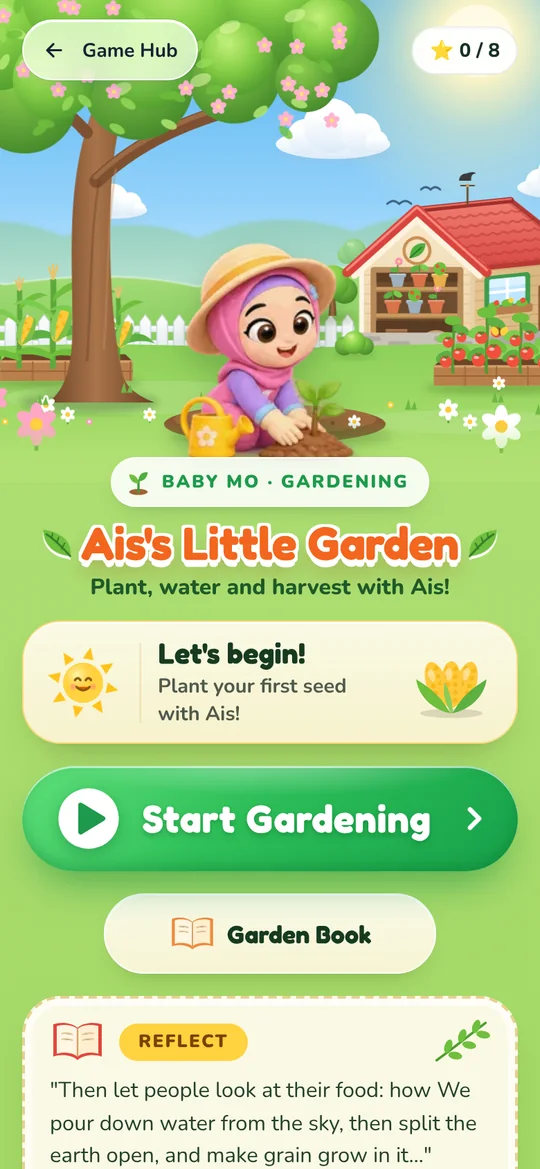 Game Hub
0 / 8
BABY MO · GARDENING
Ais's Little Garden
Plant, water and harvest with Ais!
Let's begin!
Plant your first seed
with Ais!
Start Gardening
Garden Book
REFLECT
"Then let people look at their food: how We
pour down water from the sky, then split the
earth open, and make grain grow in it..."